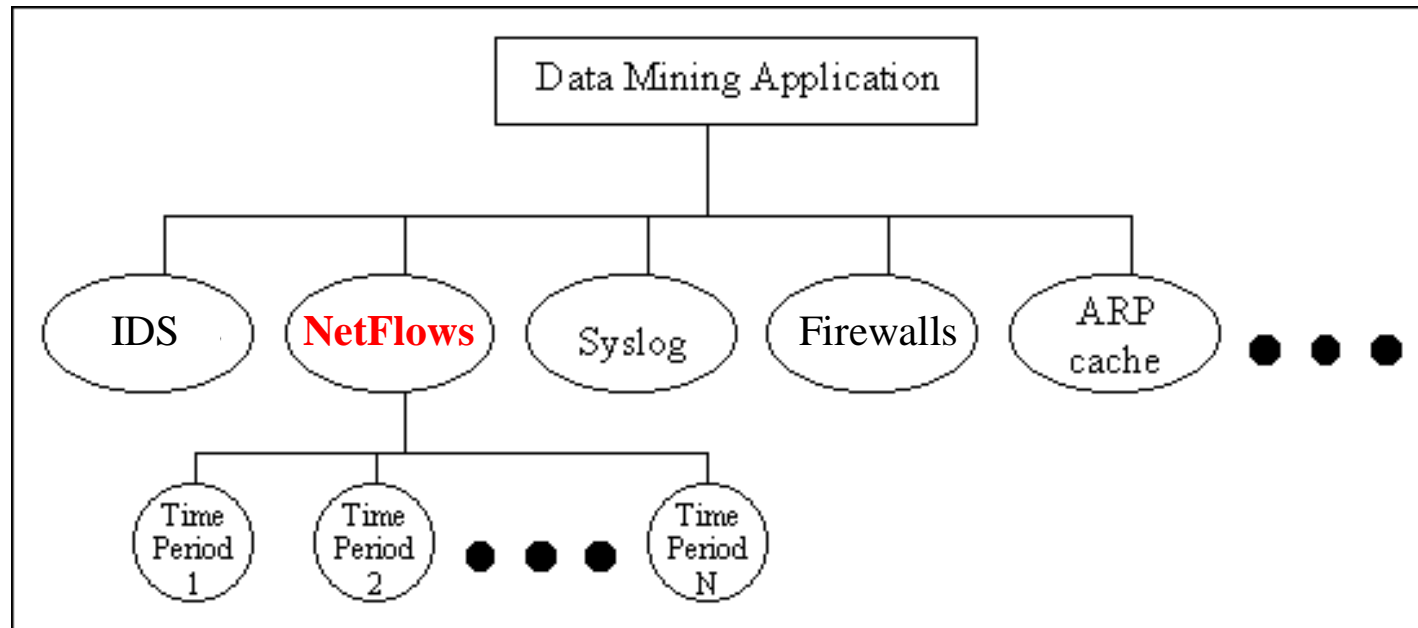 Data Mining Application
IDS
NetFlows
Syslog
Firewalls
ARP
cache
Time
Period
1
Time
Period
2
Time
Period
N